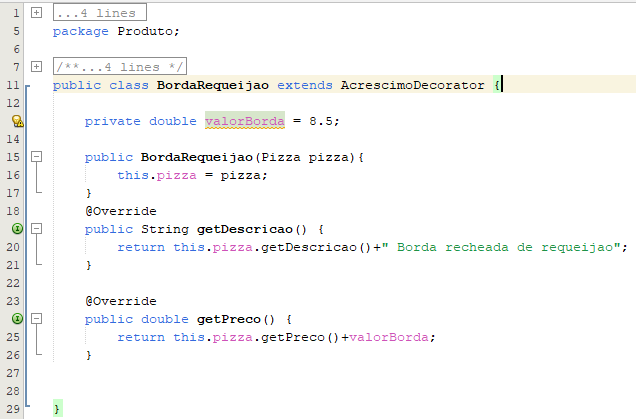 1 ...4 lines
5 package Produto;
6
7 /**...4 lines */
11 public class BordaRequeijao extends AcrescimoDecorator {
12
private double valorBorda = 8.5;
14
15 public BordaRequeijao(Pizza pizza){
16 this.pizza = pizza;
17 }
18 @Override
public String getDescricao() {
20 return this.pizza.getDescricao()+" Borda recheada de requeijao";
21 }
22
23 @Override
public double getPreco() {
25 return this.pizza.getPreco()+valorBorda;
26 }
27
28
29 }